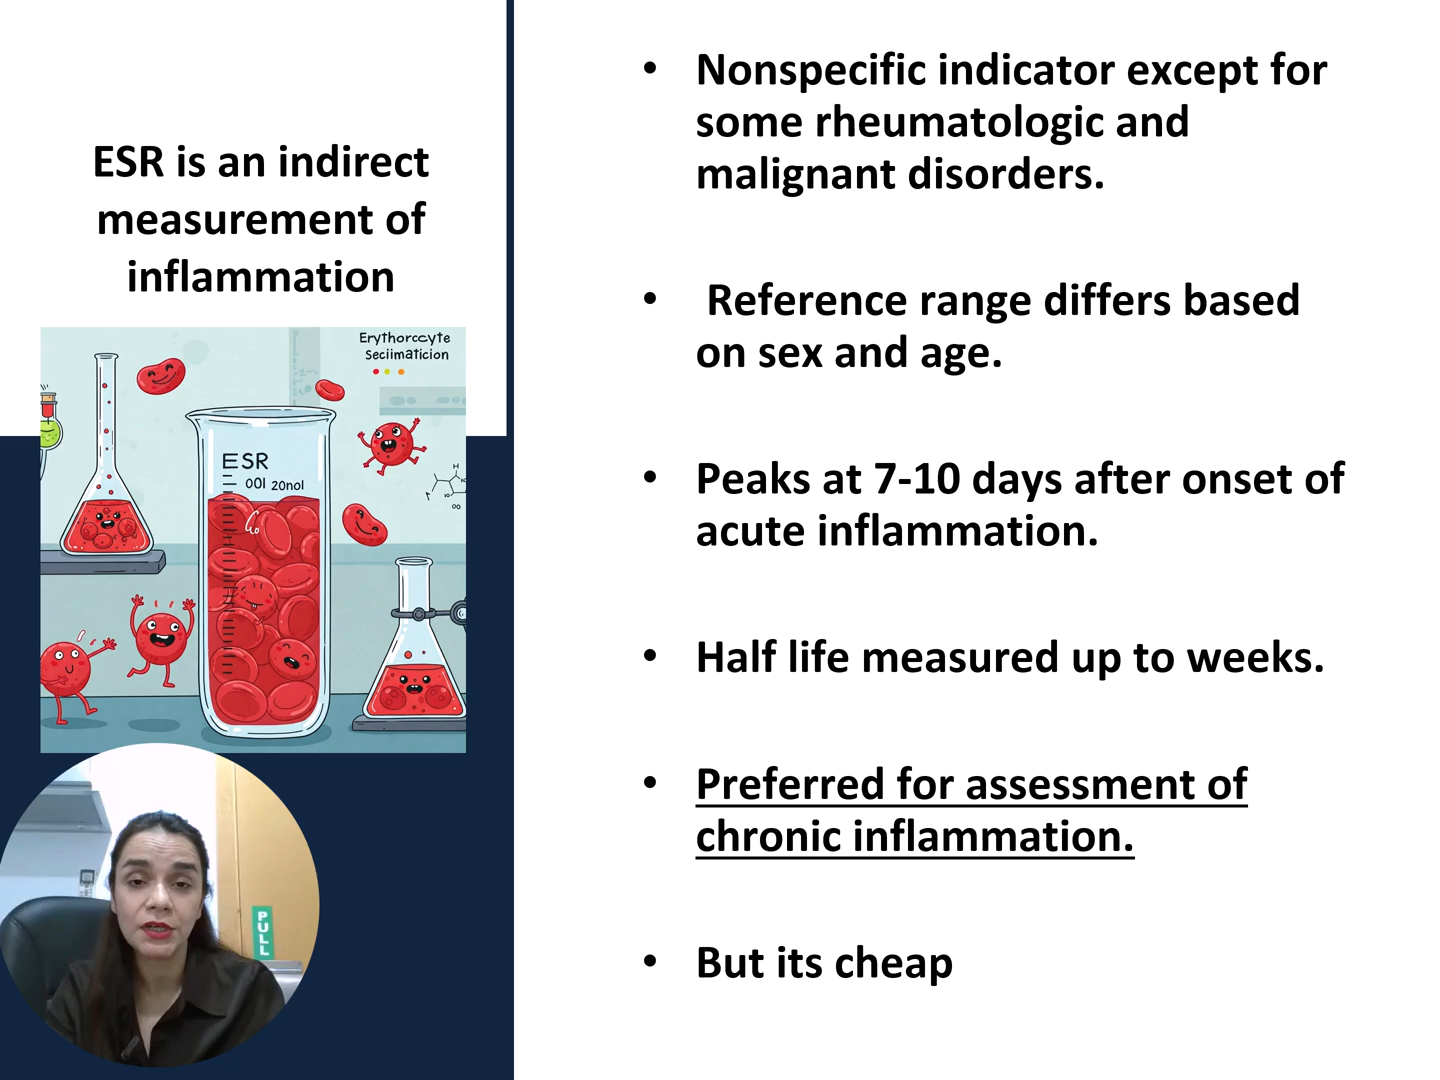 ESR is an indirect
measurement of
inflammation
Erythorccyte
Seciimaticion
ESR
001 20nol
PULL
• Nonspecific indicator except for
some rheumatologic and
malignant disorders.
• Reference range differs based
on sex and age.
• Peaks at 7-10 days after onset of
acute inflammation.
• Half life measured up to weeks.
• Preferred for assessment of
chronic inflammation.
• But its cheap